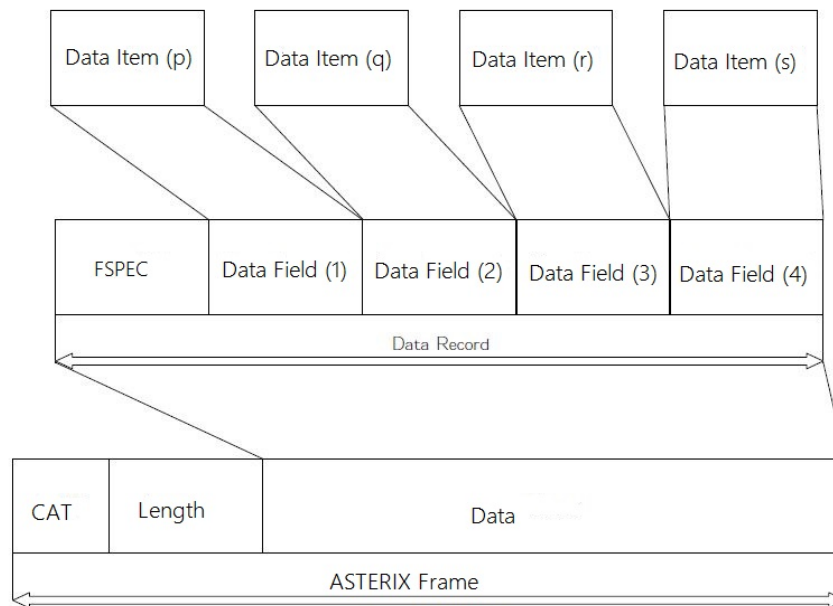 Data Item (p)
Data Item (q)
Data Item (r)
Data Item (s)
FSPEC
Data Field (1)
Data Field (2)
Data Field (3)
Data Field (4)
Data Record
CAT
Length
Data
ASTERIX Frame